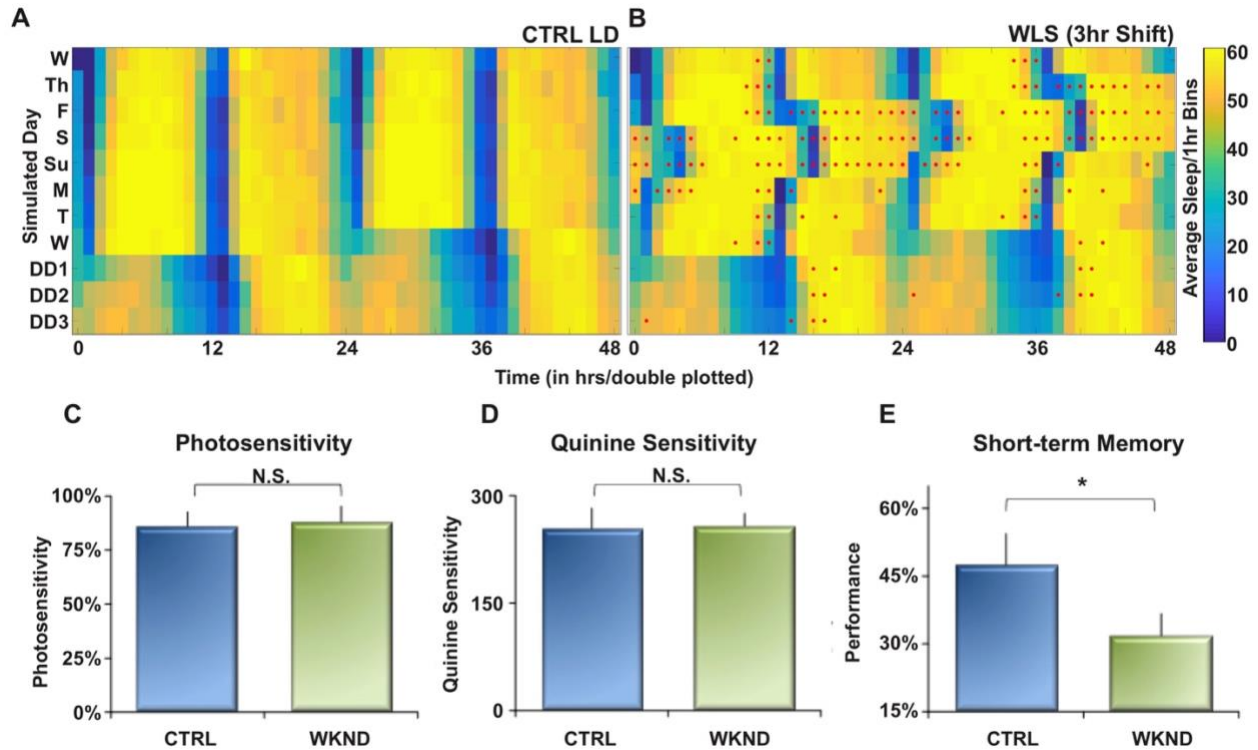 A
CTRL LD
B
WLS (3hr Shift)
Simulated Day
W
Th
F
S
Su
M
T
W
DD1
DD2
DD3
0 12 24 36 48
0 12 24 36 48
Time (in hrs/double plotted)
Average Sleep/1hr Bins
60
50
40
30
20
10
0
C
Photosensitivity
N.S.
Photosensitivity
100%
75%
50%
25%
0%
CTRL WKND
D
Quinine Sensitivity
N.S.
Quinine Sensitivity
300
150
0
CTRL WKND
E
Short-term Memory
*
Performance
60%
45%
30%
15%
CTRL WKND